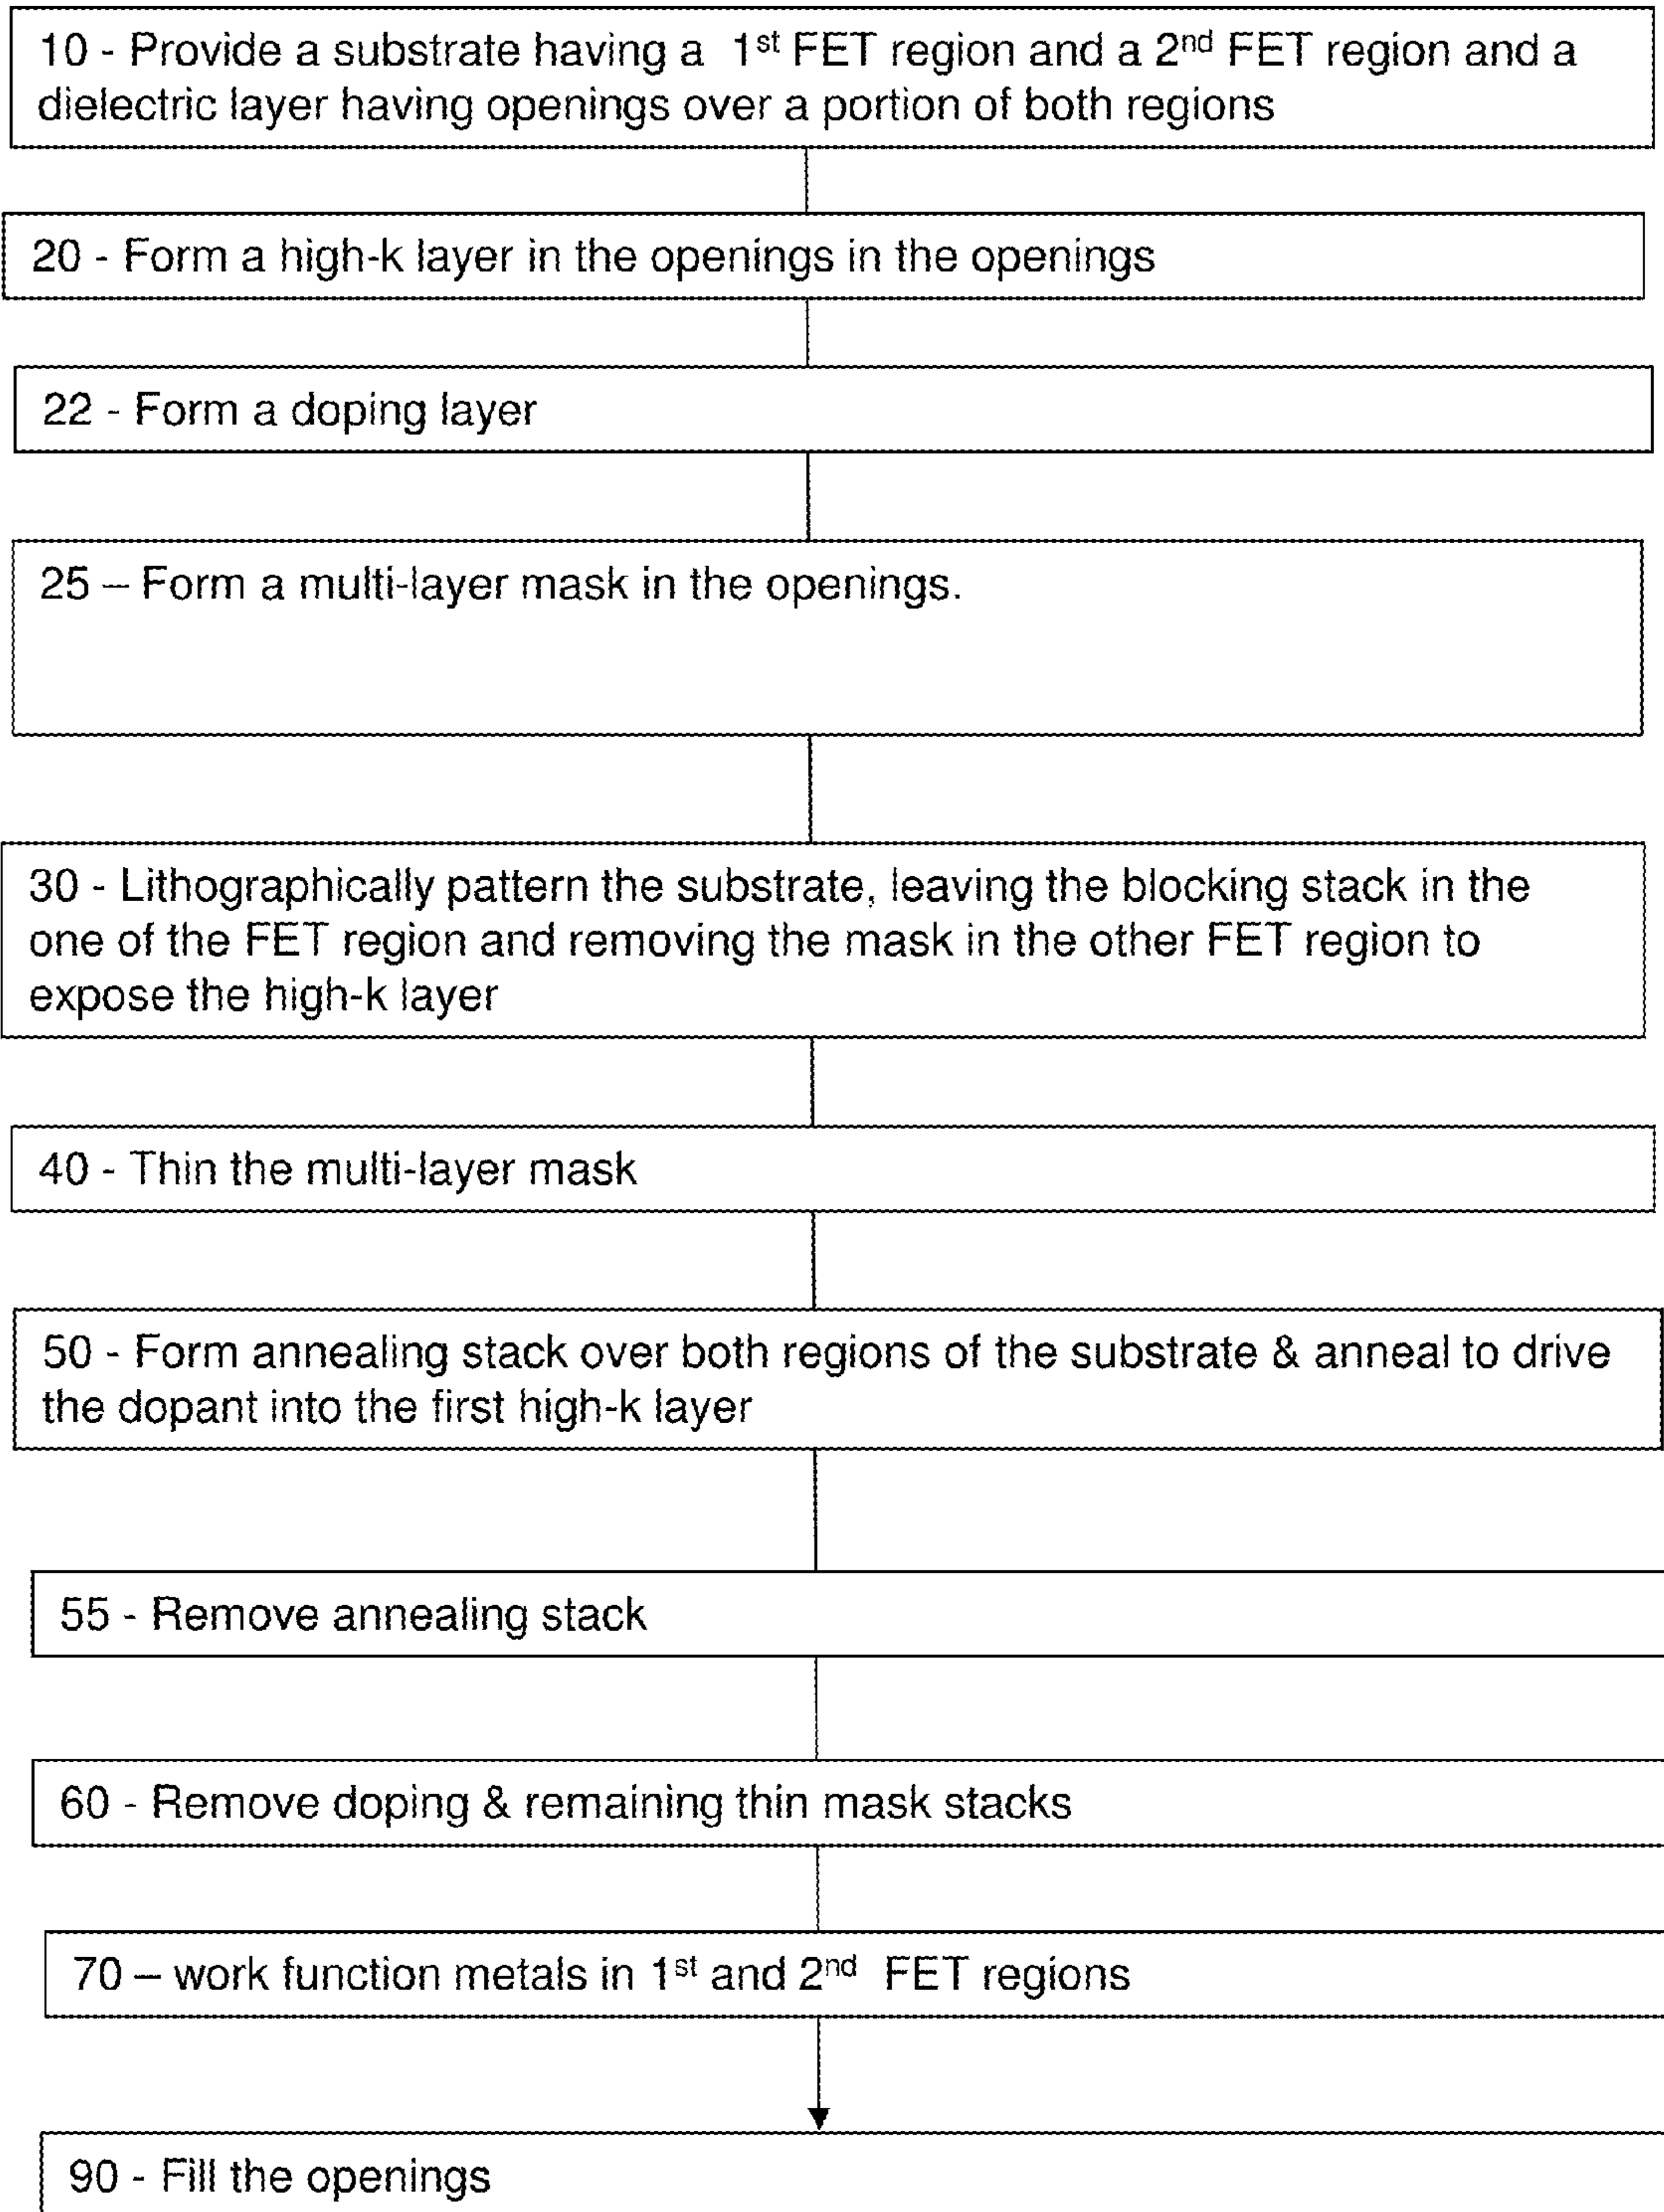 10 - Provide a substrate having a 1st FET region and a 2nd FET region and a
dielectric layer having openings over a portion of both regions
20 - Form a high-k layer in the openings in the openings
22 - Form a doping layer
25 – Form a multi-layer mask in the openings.
30 - Lithographically pattern the substrate, leaving the blocking stack in the
one of the FET region and removing the mask in the other FET region to
expose the high-k layer
40 - Thin the multi-layer mask
50 - Form annealing stack over both regions of the substrate & anneal to drive
the dopant into the first high-k layer
55 - Remove annealing stack
60 - Remove doping & remaining thin mask stacks
70 – work function metals in 1st and 2nd FET regions
90 - Fill the openings